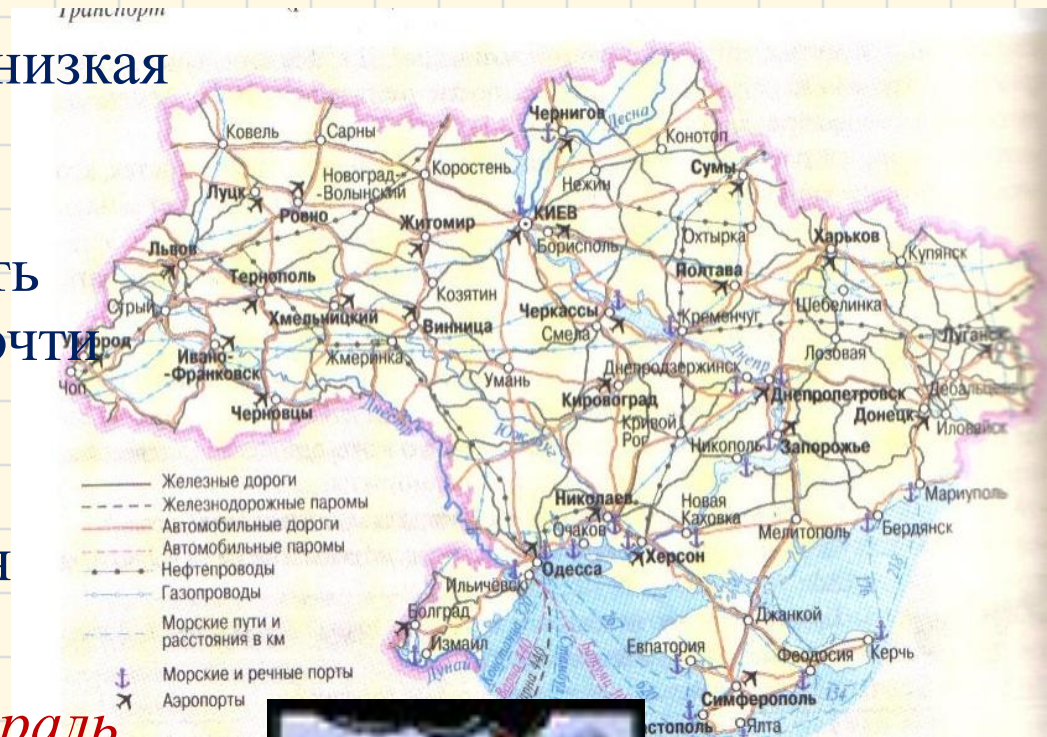 Транспорт
низкая
Чернигов
Десна
Ковель
Сарны
Конотоп
Коростень
Новоград-
-Волынский
Сумы
Нежин
Луцк
Ровно
Житомир
КИЕВ
Борисполь
Охтырка
Харьков
Купянск
Львов
Тернополь
Полтава
Стрый
Хмельницкий
Козятин
Черкассы
Шебелинка
Винница
Смела
Кременчуг
Луганск
Ивано-
-Франковск
Жмеринка
Лозовая
Чоп
Умань
Днепр
Днепродзержинск
Дебальцево
Черновцы
Кировоград
Днепропетровск
Днестр
Кривой
Рог
Донецк
Иловайск
Никополь
Запорожье
Железные дороги
Железнодорожные паромы
Автомобильные дороги
Автомобильные паромы
Нефтепроводы
Газопроводы
Морские пути и
расстояния в км
Морские и речные порты
Аэропорты
Мариуполь
Николаев
Новая
Каховка
Очаков
Мелитополь
Бердянск
Херсон
Одесса
Ильичёвск
Болград
Измаил
Дунай
Джанкой
Евпатория
Феодосия
Керчь
Симферополь
134
Ялта